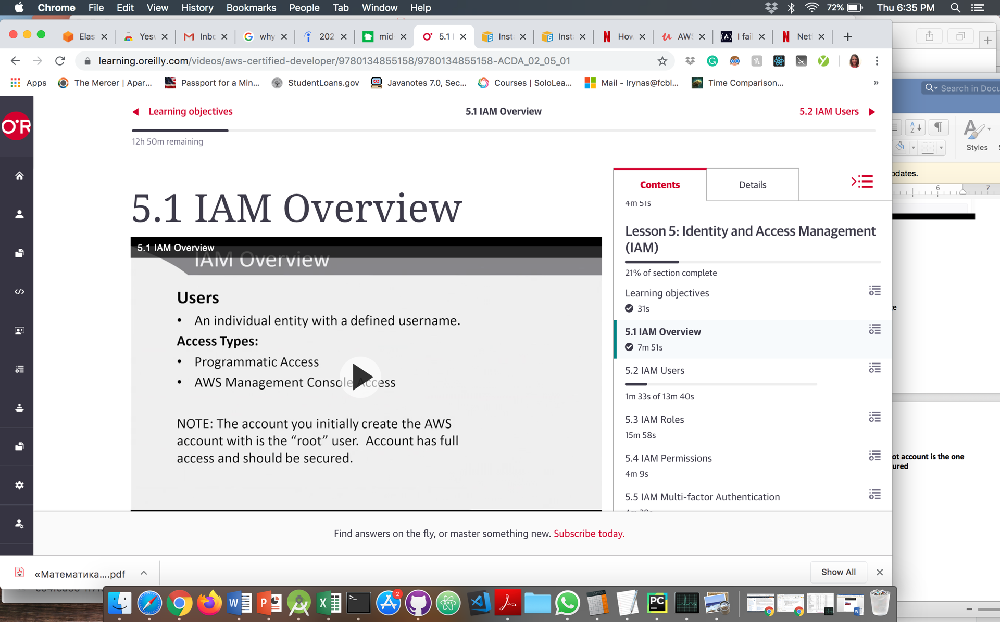 Chrome File Edit View History Bookmarks People Tab Window Help 72% Thu 6:35 PM
Elas Yesv Inbc why 202 mid- 5.1 I Inst Inst How AWS I fail Net
learning.oreilly.com/videos/aws-certified-developer/9780134855158/9780134855158-ACDA_02_05_01
Apps The Mercer | Apar... Passport for a Min... StudentLoans.gov Javanotes 7.0, Sec... Courses | SoloLea... Mail - Irynas@fcbl... Time Comparison... »
Search in Docu
Styles
odates.
6 7
O'R
Learning objectives
5.1 IAM Overview
5.2 IAM Users
12h 50m remaining
5.1 IAM Overview
5.1 IAM Overview
IAM Overview
Users
• An individual entity with a defined username.
Access Types:
• Programmatic Access
• AWS Management Console Access
NOTE: The account you initially create the AWS
account with is the “root” user. Account has full
access and should be secured.
Contents
Details
4m 51s
Lesson 5: Identity and Access Management
(IAM)
21% of section complete
Learning objectives
31s
5.1 IAM Overview
7m 51s
5.2 IAM Users
1m 33s of 13m 40s
5.3 IAM Roles
15m 58s
5.4 IAM Permissions
4m 9s
5.5 IAM Multi-factor Authentication
e
ot account is the one
ured
Find answers on the fly, or master something new. Subscribe today.
«Математика....pdf
Show All
2
PC